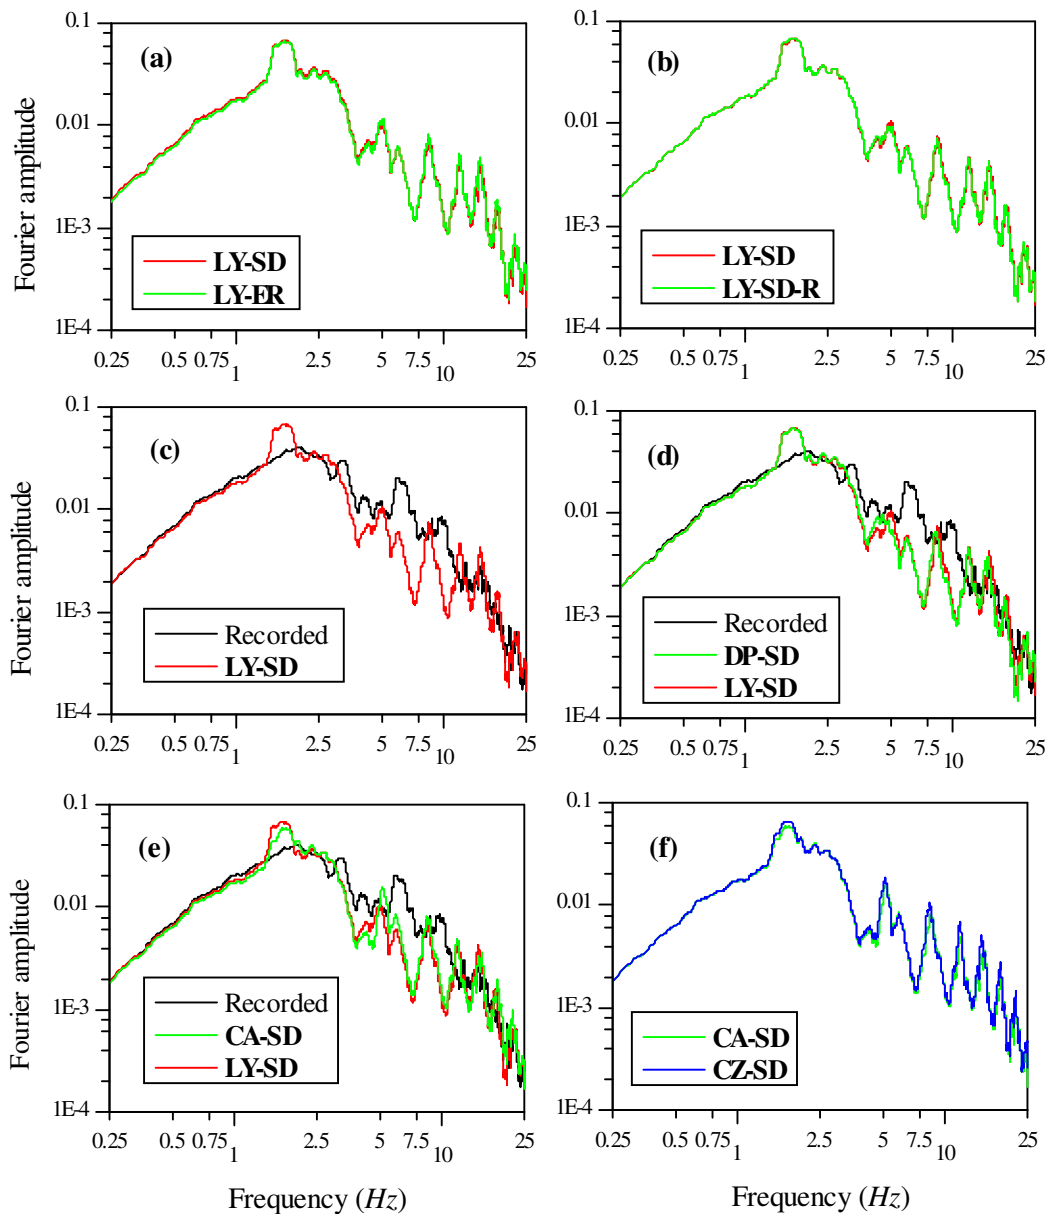 (a)
0.1
0.01
1E-3
1E-4
Fourier amplitude
LY-SD
LY-ER
0.25 0.5 0.75 1 2.5 5 7.5 10 25
(b)
0.1
0.01
1E-3
1E-4
LY-SD
LY-SD-R
0.25 0.5 0.75 1 2.5 5 7.5 10 25
(c)
0.1
0.01
1E-3
1E-4
Fourier amplitude
Recorded
LY-SD
0.25 0.5 0.75 1 2.5 5 7.5 10 25
(d)
0.1
0.01
1E-3
1E-4
Recorded
DP-SD
LY-SD
0.25 0.5 0.75 1 2.5 5 7.5 10 25
(e)
0.1
0.01
1E-3
1E-4
Fourier amplitude
Recorded
CA-SD
LY-SD
0.25 0.5 0.75 1 2.5 5 7.5 10 25
Frequency (Hz)
(f)
0.1
0.01
1E-3
1E-4
CA-SD
CZ-SD
0.25 0.5 0.75 1 2.5 5 7.5 10 25
Frequency (Hz)